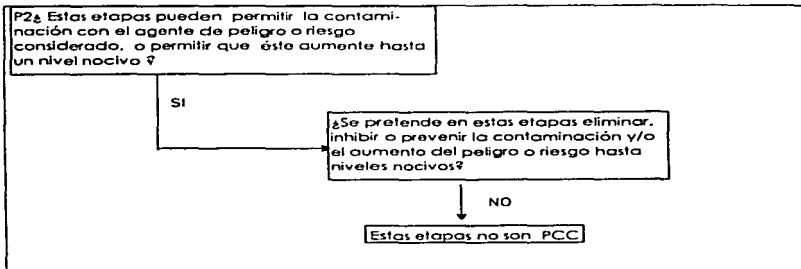 P2¿ Estas etapas pueden permitir la contami-
nación con el agente de peligro o riesgo
considerado, o permitir que éste aumente hasta
un nivel nocivo ?
SI
¿Se pretende en estas etapas eliminar,
inhibir o prevenir la contaminación y/o
el aumento del peligro o riesgo hasta
niveles nocivos?
NO
Estas etapas no son PCC